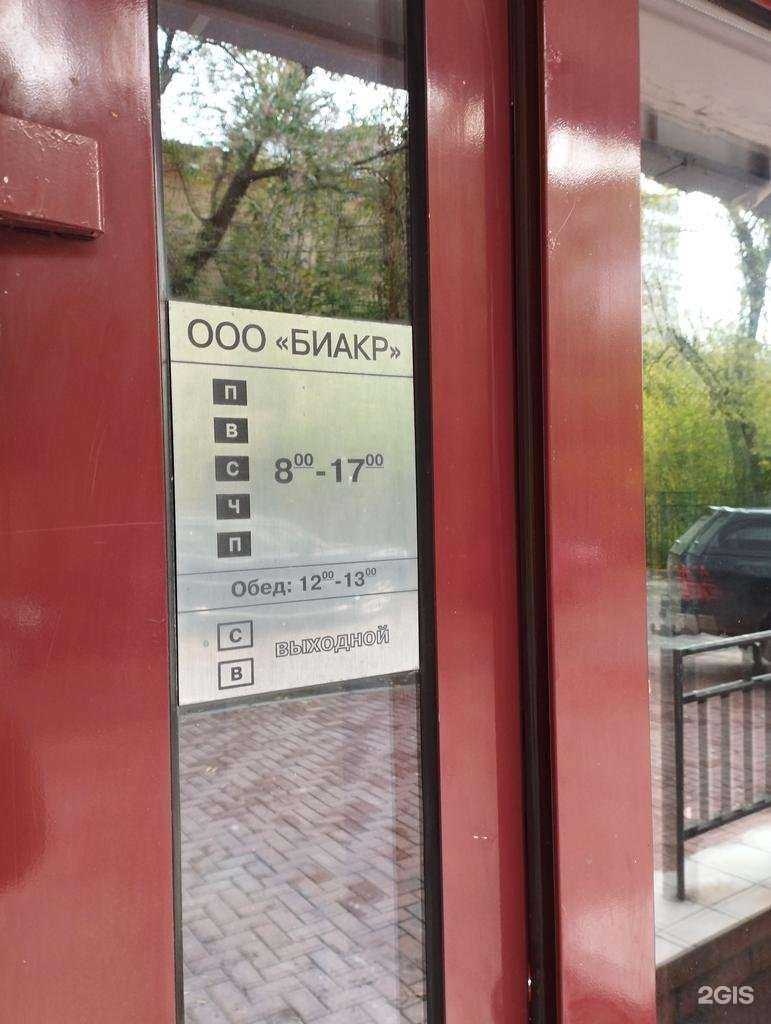 ООО «БИАКР»
П
В
С 8⁰⁰-17⁰⁰
Ч
П
Обед: 12⁰⁰-13⁰⁰
С выходной
В
2GIS